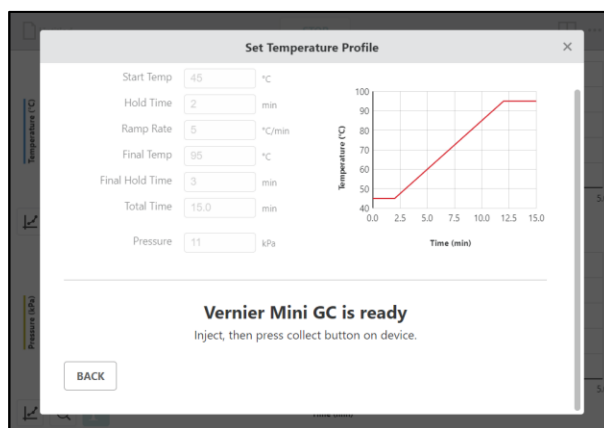 Set Temperature Profile ×
Start Temp 45 °C
Hold Time 2 min
Ramp Rate 5 °C/min
Final Temp 95 °C
Final Hold Time 3 min
Total Time 15.0 min
Pressure 11 kPa
100
90
80
70
60
50
40
Temperature (°C)
0.0 2.5 5.0 7.5 10.0 12.5 15.0
Time (min)
Vernier Mini GC is ready
Inject, then press collect button on device.
BACK
Temperature (°C)
Pressure (kPa)
5.
5.